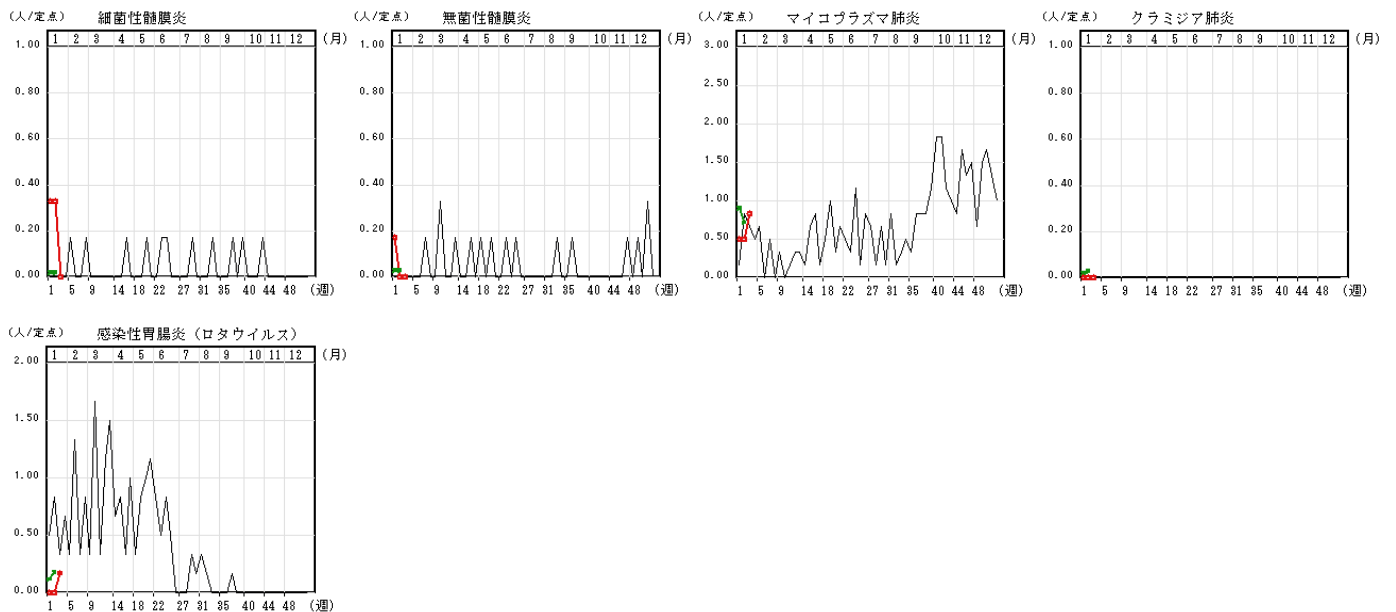 (人/定点) 細菌性髄膜炎
1.00 1 2 3 4 5 6 7 8 9 10 11 12 (月)
0.80
0.60
0.40
0.20
0.00
1 5 9 14 18 22 27 31 35 40 44 48 (週)
(人/定点) 無菌性髄膜炎
1.00 1 2 3 4 5 6 7 8 9 10 11 12 (月)
0.80
0.60
0.40
0.20
0.00
1 5 9 14 18 22 27 31 35 40 44 48 (週)
(人/定点) マイコプラズマ肺炎
3.00 1 2 3 4 5 6 7 8 9 10 11 12 (月)
2.50
2.00
1.50
1.00
0.50
0.00
1 5 9 14 18 22 27 31 35 40 44 48 (週)
(人/定点) クラミジア肺炎
1.00 1 2 3 4 5 6 7 8 9 10 11 12 (月)
0.80
0.60
0.40
0.20
0.00
1 5 9 14 18 22 27 31 35 40 44 48 (週)
(人/定点) 感染性胃腸炎（ロタウイルス）
2.00 1 2 3 4 5 6 7 8 9 10 11 12 (月)
1.50
1.00
0.50
0.00
1 5 9 14 18 22 27 31 35 40 44 48 (週)